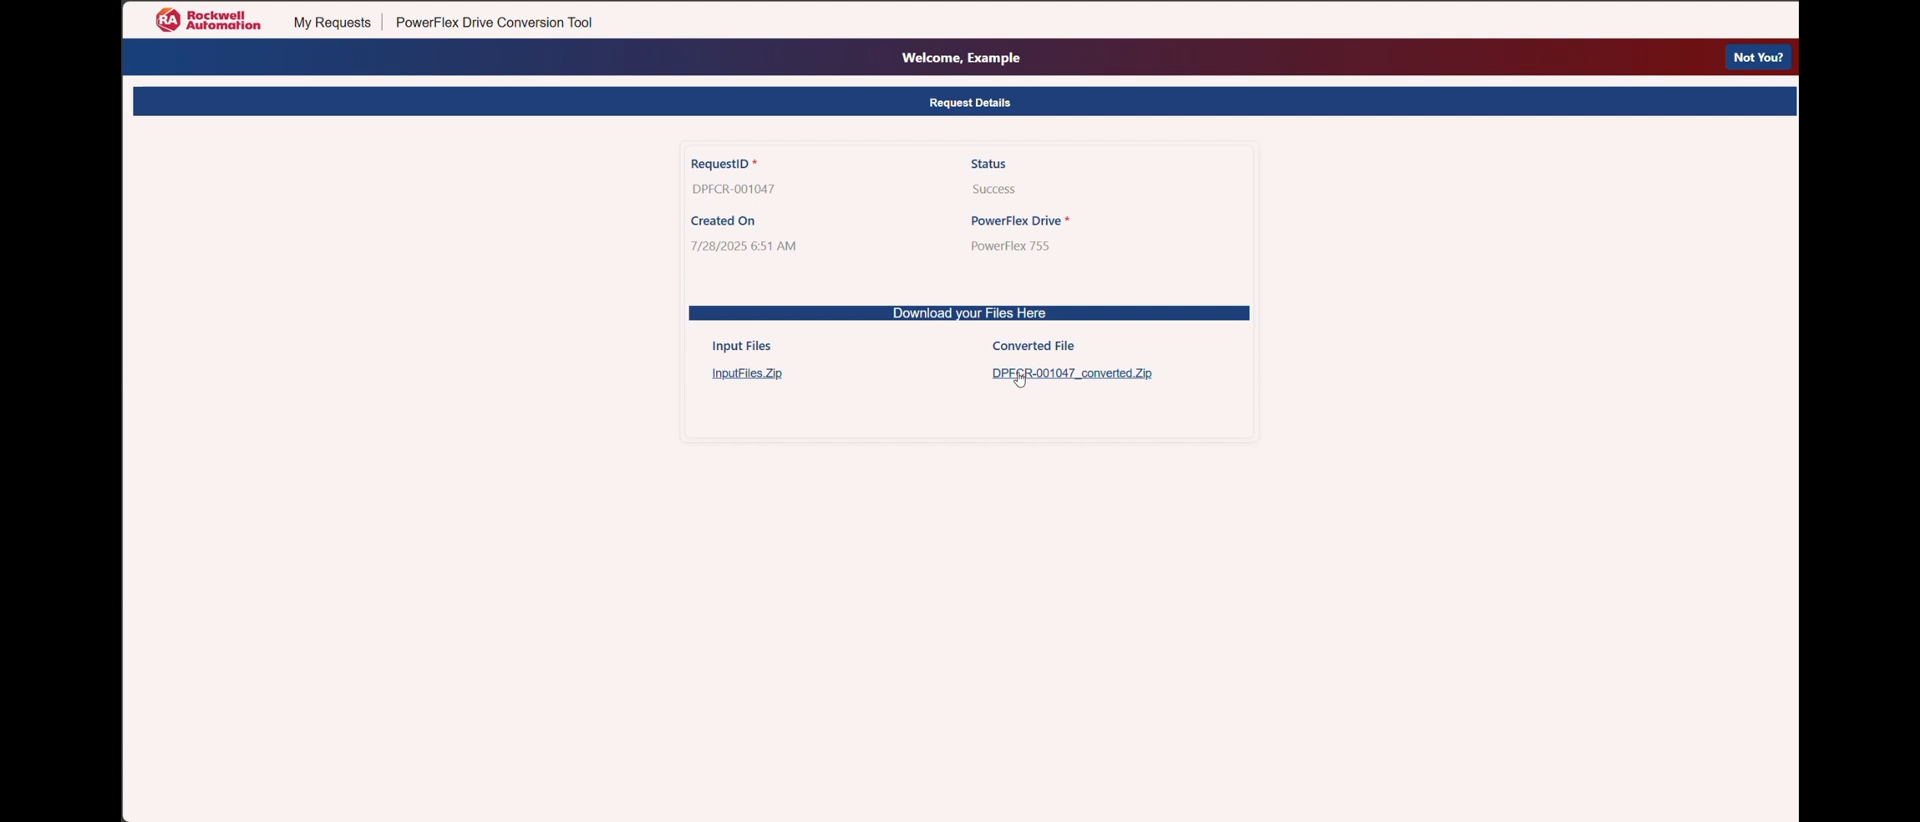 RA Rockwell Automation
My Requests
PowerFlex Drive Conversion Tool
Welcome, Example
Not You?
Request Details
RequestID *
Status
DPFCR-001047
Success
Created On
PowerFlex Drive *
7/28/2025 6:51 AM
PowerFlex 755
Download your Files Here
Input Files
Converted File
InputFiles.Zip
DPFCR-001047_converted.Zip